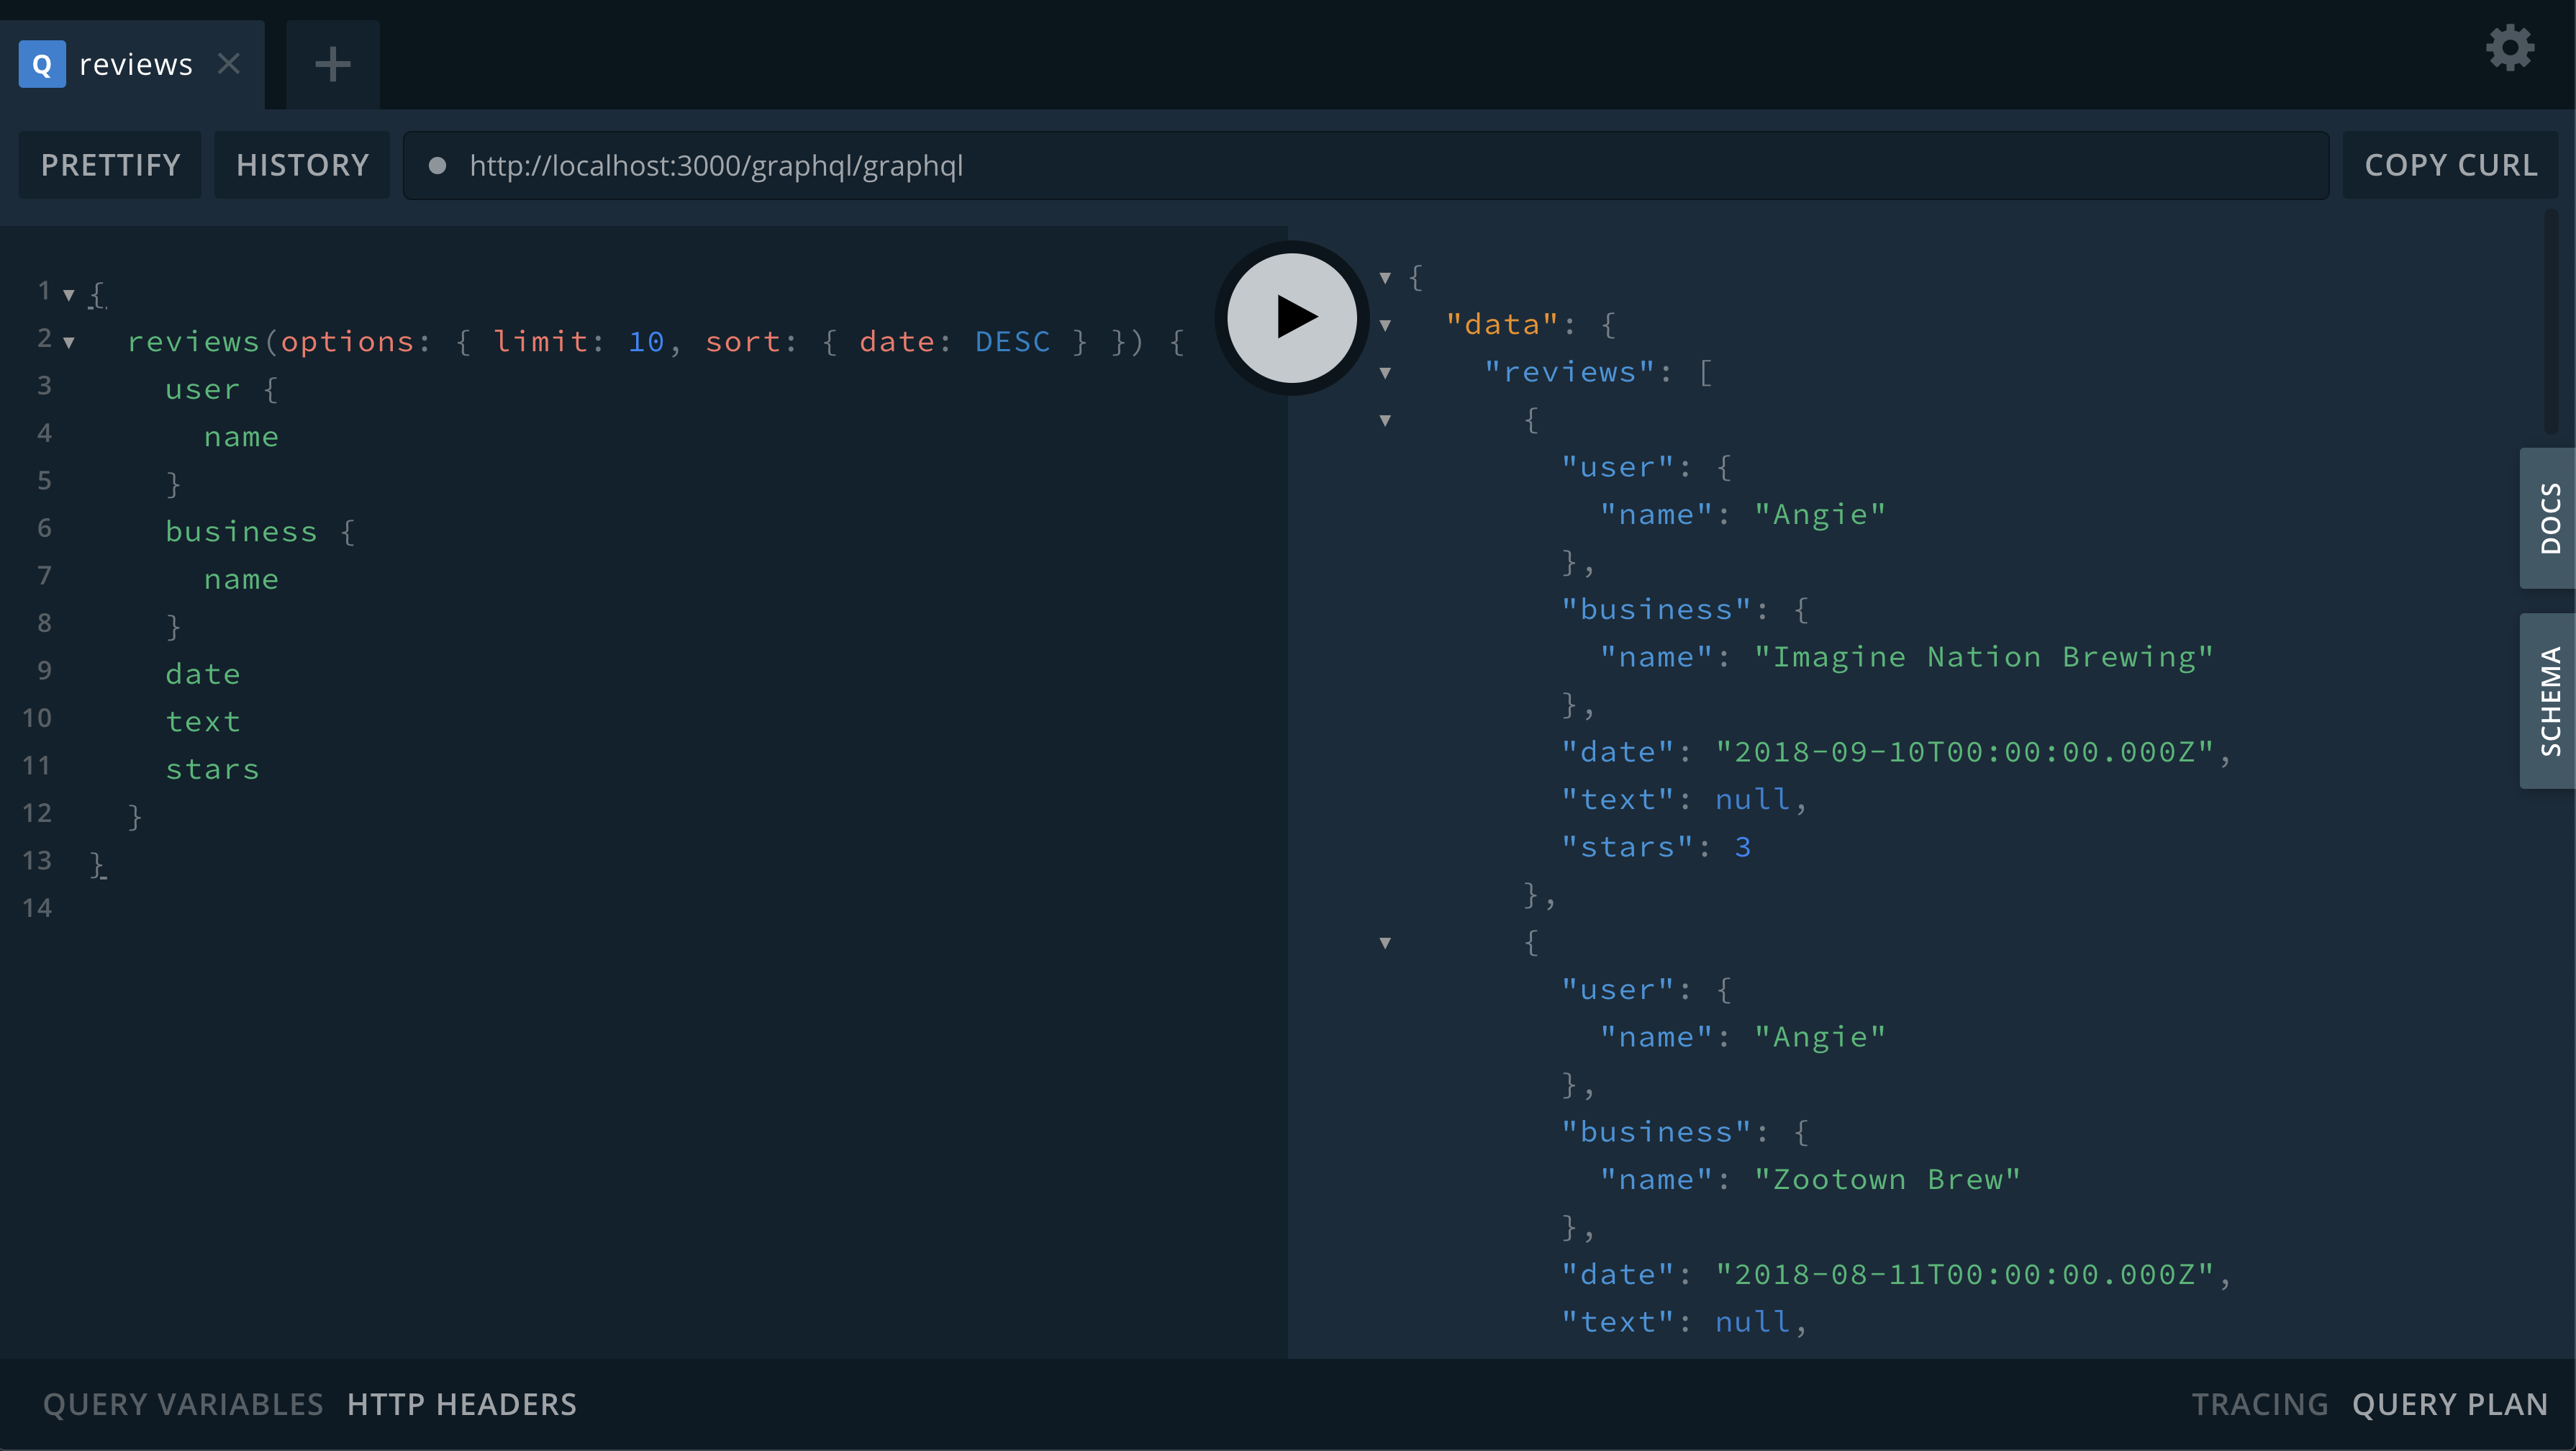 Q reviews
PRETTIFY HISTORY http://localhost:3000/graphql/graphql COPY CURL
1 {
2 reviews(options: { limit: 10, sort: { date: DESC } }) {
3 user {
4 name
5 }
6 business {
7 name
8 }
9 date
10 text
11 stars
12 }
13 }
14
{
"data": {
"reviews": [
{
"user": {
"name": "Angie"
},
"business": {
"name": "Imagine Nation Brewing"
},
"date": "2018-09-10T00:00:00.000Z",
"text": null,
"stars": 3
},
{
"user": {
"name": "Angie"
},
"business": {
"name": "Zootown Brew"
},
"date": "2018-08-11T00:00:00.000Z",
"text": null,
DOCS
SCHEMA
QUERY VARIABLES HTTP HEADERS
TRACING QUERY PLAN